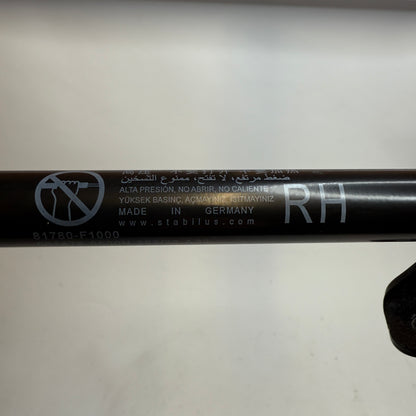 ضغط مرتفع، لا تفتح، ممنوع التسخين
ALTA PRESIÓN, NO ABRIR, NO CALIENTE
YÜKSEK BASINÇ, AÇMAYINIZ, ISITMAYINIZ
MADE IN GERMANY
www.stabilus.com
RH
81780-F1000